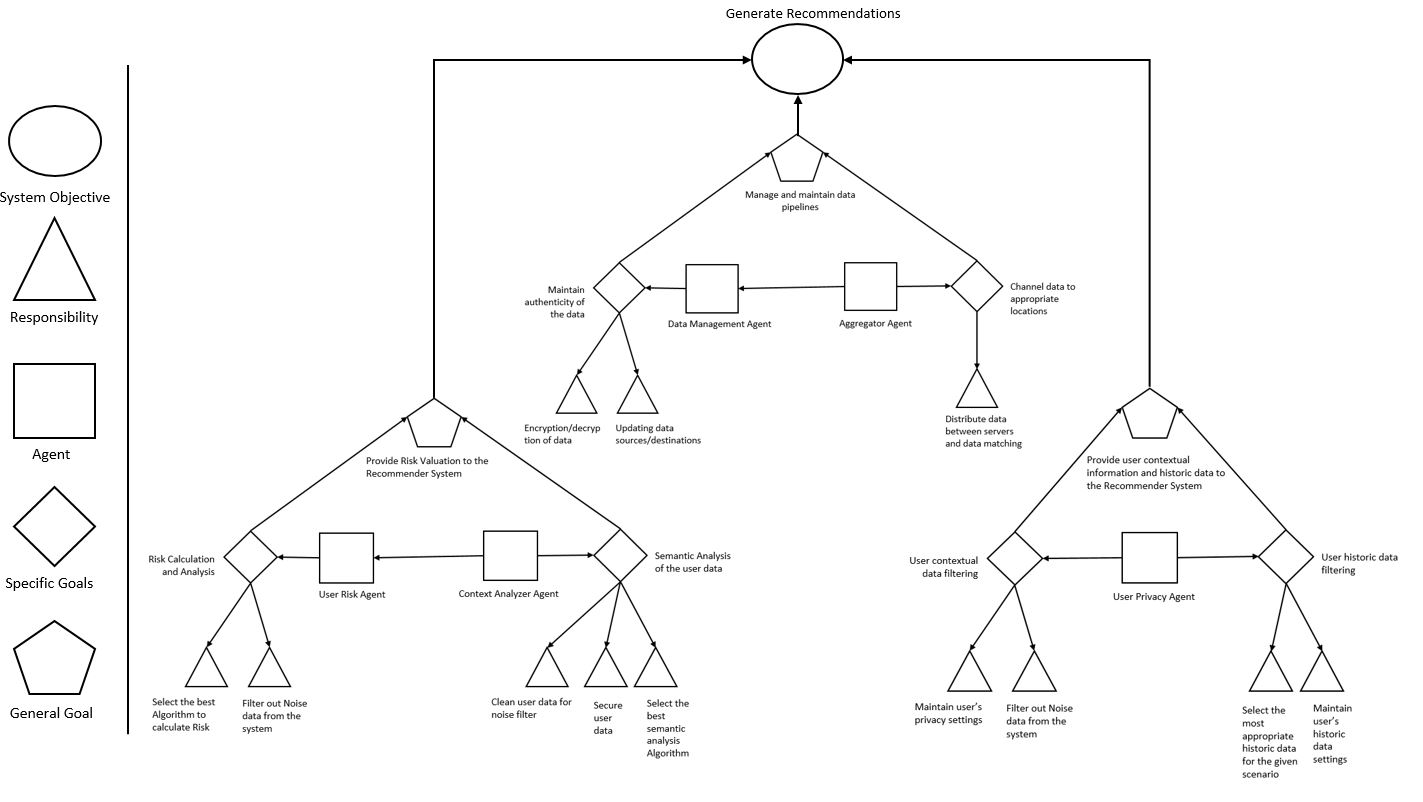 Generate Recommendations
System Objective
Responsibility
Agent
Specific Goals
General Goal
Manage and maintain data
pipelines
Maintain
authenticity of
the data
Data Management Agent
Aggregator Agent
Channel data to
appropriate
locations
Encryption/decryp
tion of data
Updating data
sources/destinations
Distribute data
between servers
and data matching
Provide Risk Valuation to the
Recommender System
Risk Calculation
and Analysis
User Risk Agent
Context Analyzer Agent
Semantic Analysis
of the user data
Select the best
Algorithm to
calculate Risk
Filter out Noise
data from the
system
Clean user data for
noise filter
Secure
user
data
Select the
best
semantic
analysis
Algorithm
Provide user contextual
information and historic data to
the Recommender System
User contextual
data filtering
User Privacy Agent
User historic data
filtering
Maintain user's
privacy settings
Filter out Noise
data from the
system
Select the
most
appropriate
historic data
for the given
scenario
Maintain
user's
historic
data
settings